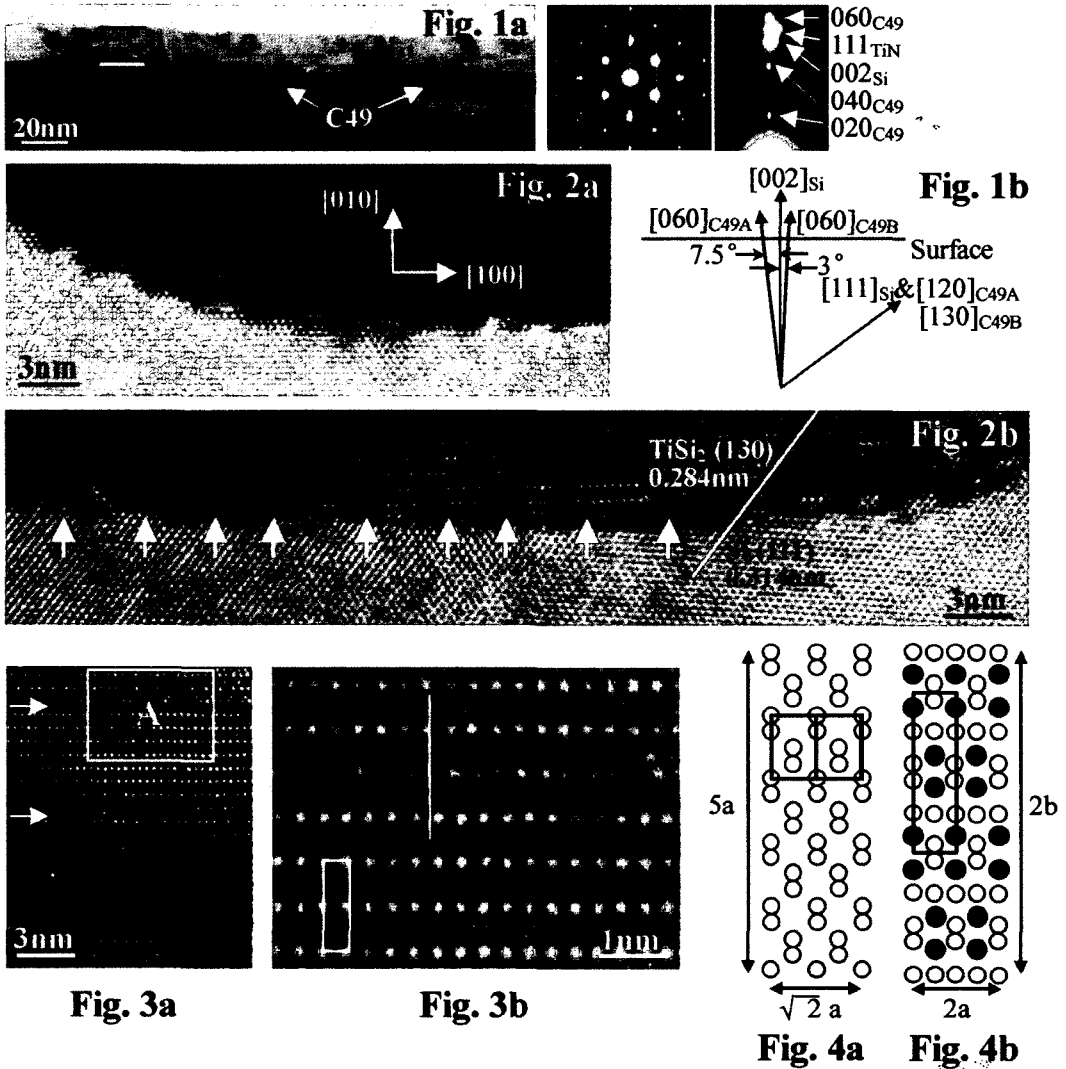 Fig. 1a
C49
20nm
060C49
111TiN
002Si
040C49
020C49
Fig. 1b
[002]Si
[060]C49A
[060]C49B
Surface
7.5°
3°
[111]Si&[120]C49A
[130]C49B
Fig. 2a
[010]
[100]
3nm
Fig. 2b
TiSi₂ (130)
0.284nm
(111)
3nm
A
3nm
Fig. 3a
1nm
Fig. 3b
5a
√2 a
Fig. 4a
2b
2a
Fig. 4b